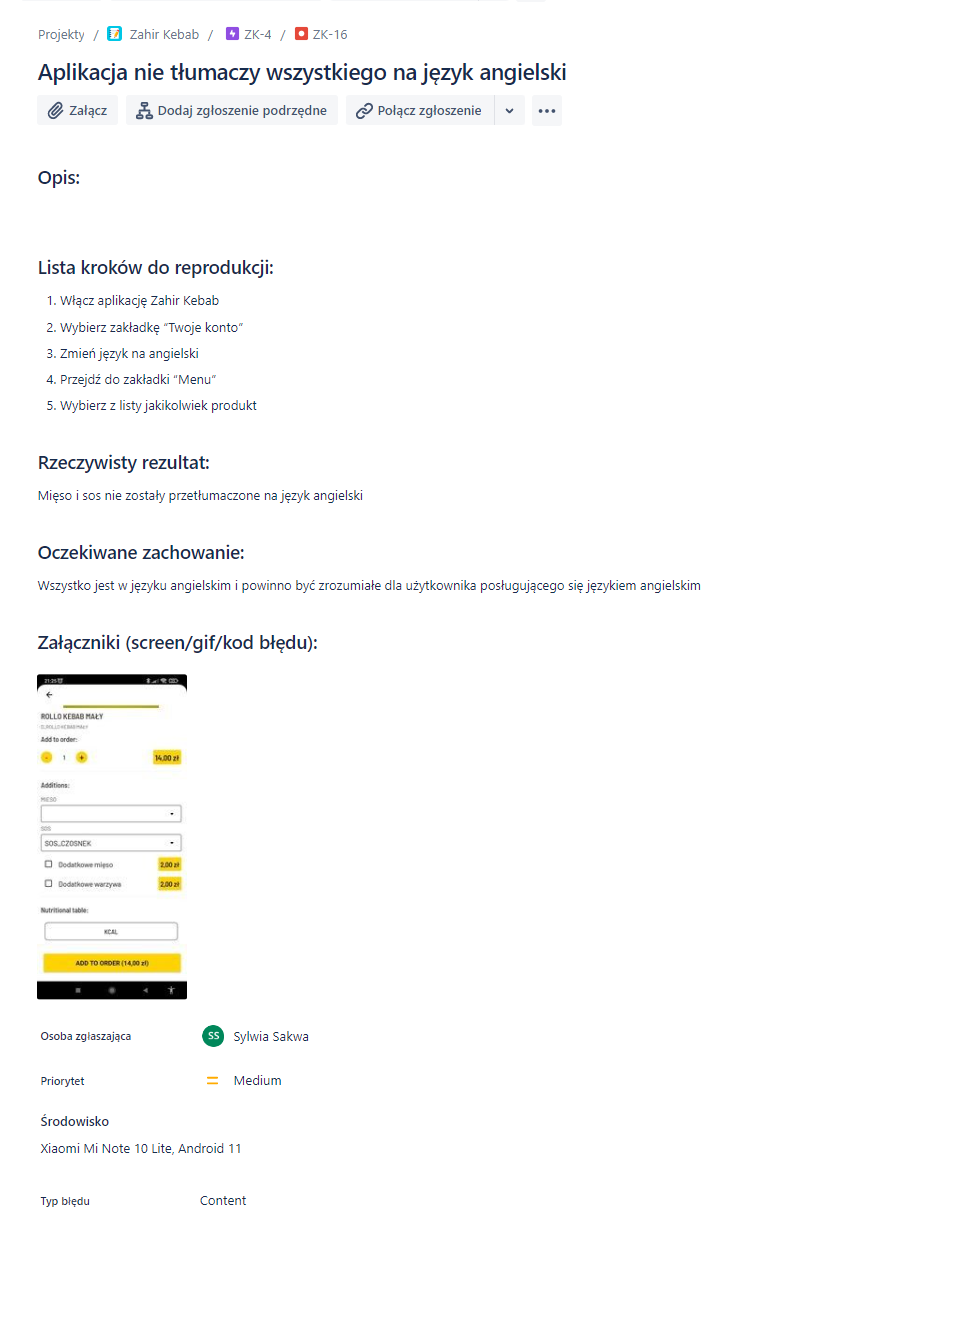 Projekty / Zahir Kebab / ZK-4 / ZK-16
Aplikacja nie tłumaczy wszystkiego na język angielski
Załącz Dodaj zgłoszenie podrzędne Połącz zgłoszenie
Opis:
Lista kroków do reprodukcji:
1. Włącz aplikację Zahir Kebab
2. Wybierz zakładkę “Twoje konto”
3. Zmień język na angielski
4. Przejdź do zakładki “Menu”
5. Wybierz z listy jakikolwiek produkt
Rzeczywisty rezultat:
Mięso i sos nie zostały przetłumaczone na język angielski
Oczekiwane zachowanie:
Wszystko jest w języku angielskim i powinno być zrozumiałe dla użytkownika posługującego się językiem angielskim
Załączniki (screen/gif/kod błędu):
ROLLO KEBAB MAŁY
Add to order:
- 1 + 14,00 zł
Additions:
MIESO
SOS
SOS_CZOSNEK
Dodatkowe mięso 2,00 zł
Dodatkowe warzywa 2,00 zł
Nutritional table:
KCAL
ADD TO ORDER (14,00 zł)
Osoba zgłaszająca SS Sylwia Sakwa
Priorytet Medium
Środowisko
Xiaomi Mi Note 10 Lite, Android 11
Typ błędu Content